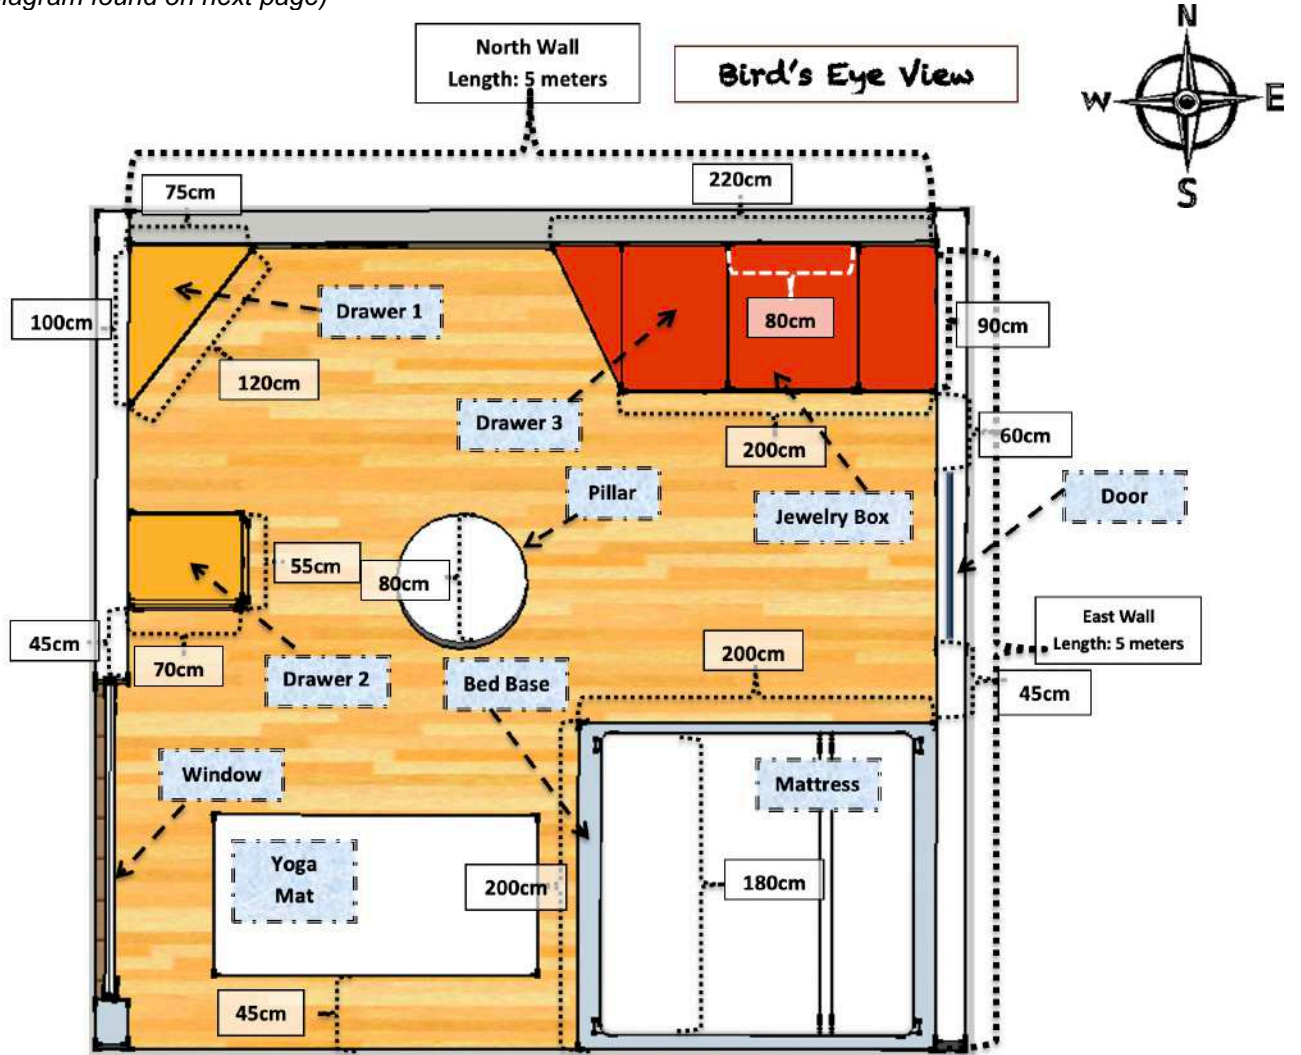 diagram found on next page)
N
North Wall
Length: 5 meters
Bird's Eye View
W
E
S
75cm
220cm
100cm
Drawer 1
80cm
90cm
120cm
Drawer 3
200cm
60cm
Pillar
Jewelry Box
Door
55cm
80cm
45cm
70cm
Drawer 2
Bed Base
200cm
East Wall
Length: 5 meters
45cm
Window
Mattress
Yoga
Mat
200cm
180cm
45cm